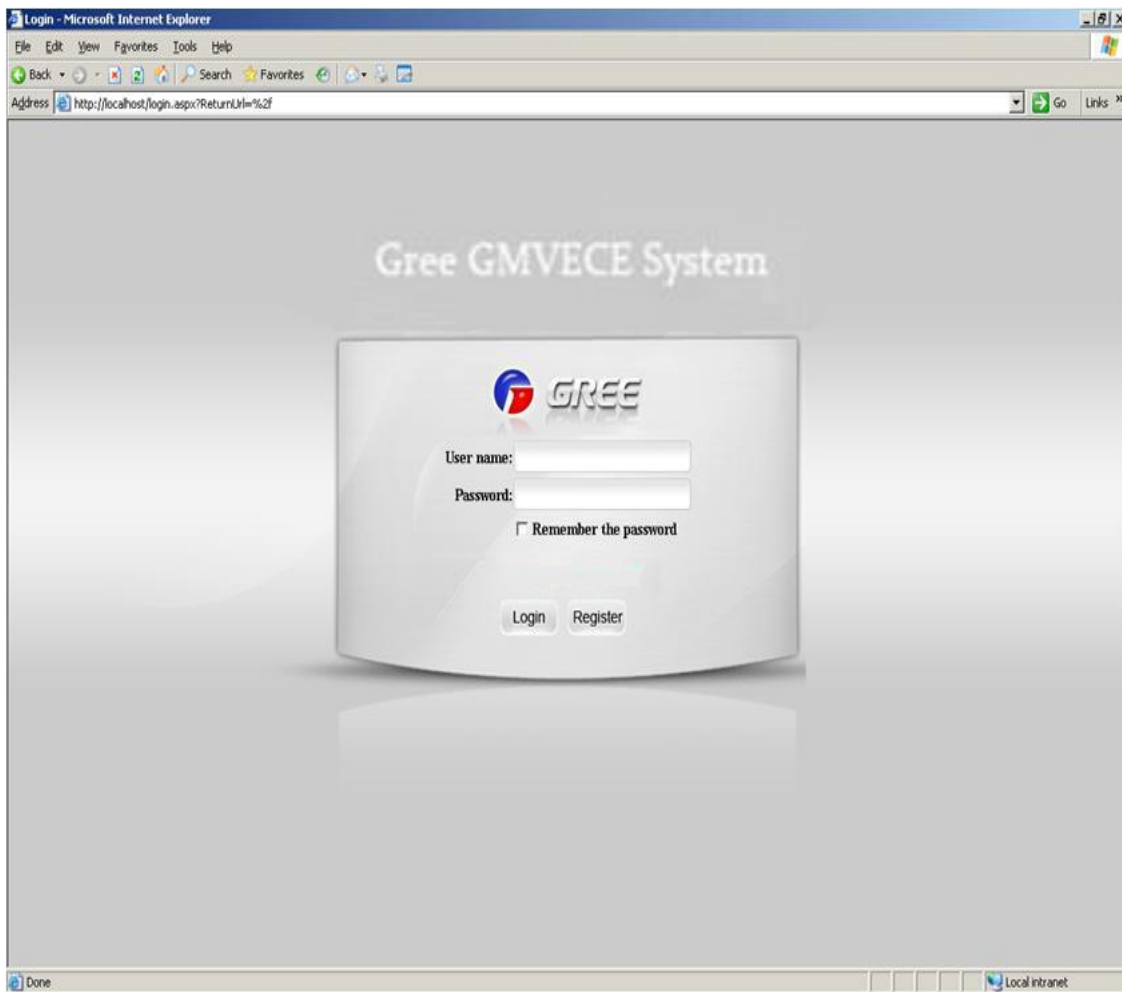 Login - Microsoft Internet Explorer
File Edit View Favorites Tools Help
Back Search Favorites
Address http://localhost/login.aspx?ReturnUrl=%2f Go Links »
Gree GMVECE System
GREE
User name:
Password:
Remember the password
Login Register
Done Local intranet